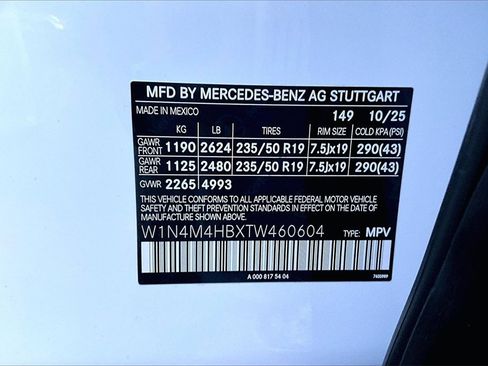 MFD BY MERCEDES-BENZ AG STUTTGART
MADE IN MEXICO 149 10/25
KG LB TIRES RIM SIZE COLD KPA (PSI)
GAWR FRONT 1190 2624 235/50 R19 7.5Jx19 290(43)
GAWR REAR 1125 2480 235/50 R19 7.5Jx19 290(43)
GVWR 2265 4993
THIS VEHICLE CONFORMS TO ALL APPLICABLE FEDERAL MOTOR VEHICLE
SAFETY, BUMPER, AND THEFT PREVENTION STANDARDS IN EFFECT
ON THE DATE OF MANUFACTURE SHOWN ABOVE.
W1N4M4HBXTW460604 TYPE: MPV
A 000 817 54 04